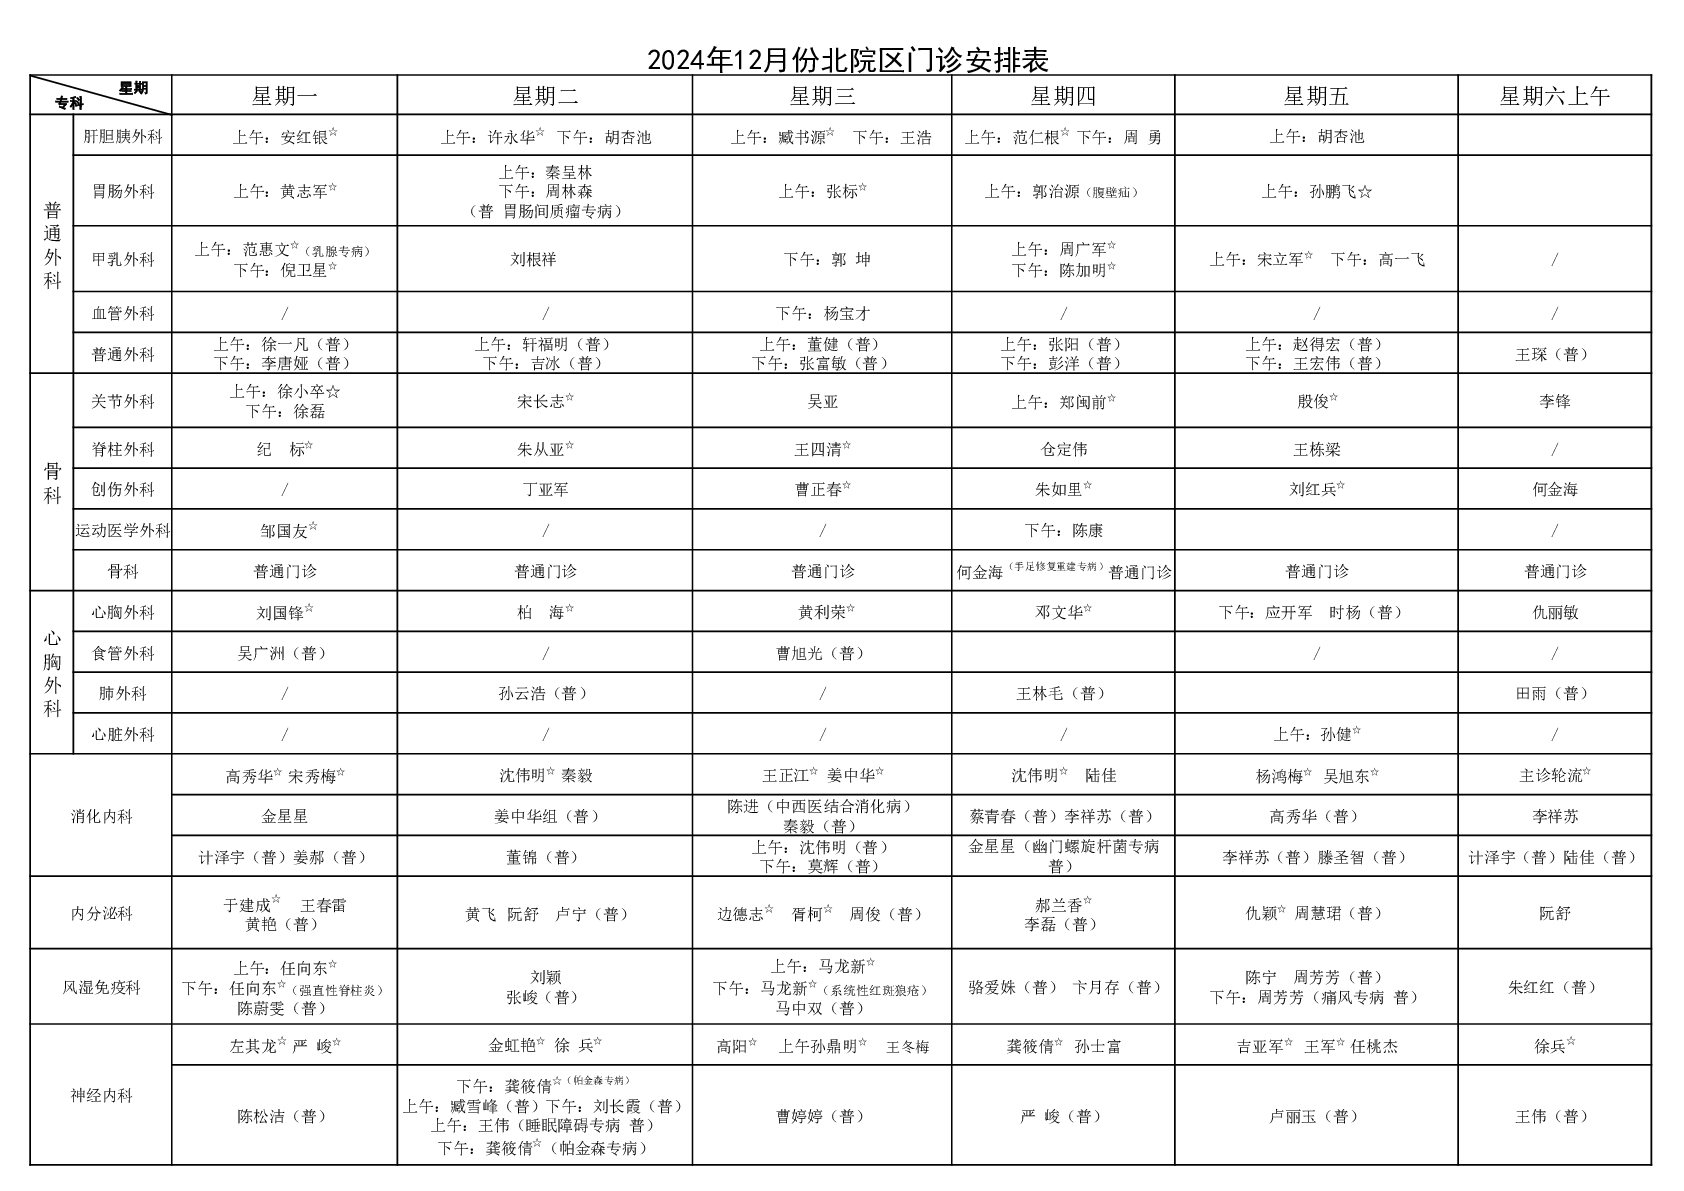 2024年12月份北院区门诊安排表
星期
专科
星期一 星期二 星期三 星期四 星期五 星期六上午
普通外科
肝胆胰外科 上午：安红银☆ 上午：许永华☆ 下午：胡杏池 上午：臧书源☆ 下午：王浩 上午：范仁根☆ 下午：周 勇 上午：胡杏池
胃肠外科 上午：黄志军☆ 上午：秦呈林 下午：周林森 （普 胃肠间质瘤专病） 上午：张标☆ 上午：郭治源（腹壁疝） 上午：孙鹏飞☆
甲乳外科 上午：范惠文☆（乳腺专病） 下午：倪卫星☆ 刘根祥 下午：郭 坤 上午：周广军☆ 下午：陈加明☆ 上午：宋立军☆ 下午：高一飞 /
血管外科 / / 下午：杨宝才 / / /
普通外科 上午：徐一凡（普） 下午：李唐娅（普） 上午：轩福明（普） 下午：吉冰（普） 上午：董健（普） 下午：张富敏（普） 上午：张阳（普） 下午：彭洋（普） 上午：赵得宏（普） 下午：王宏伟（普） 王琛（普）
骨科
关节外科 上午：徐小卒☆ 下午：徐磊 宋长志☆ 吴亚 上午：郑闽前☆ 殷俊☆ 李锋
脊柱外科 纪 标☆ 朱从亚☆ 王四清☆ 仓定伟 王栋梁 /
创伤外科 / 丁亚军 曹正春☆ 朱如里☆ 刘红兵☆ 何金海
运动医学外科 邹国友☆ / / 下午：陈康 /
骨科 普通门诊 普通门诊 普通门诊 何金海（手足修复重建专病）普通门诊 普通门诊 普通门诊
心胸外科
心胸外科 刘国锋☆ 柏 海☆ 黄利荣☆ 邓文华☆ 下午：应开军 时杨（普） 仇丽敏
食管外科 吴广洲（普） / 曹旭光（普） / /
肺外科 / 孙云浩（普） / 王林毛（普） 田雨（普）
心脏外科 / / / / 上午：孙健☆ /
消化内科
高秀华☆ 宋秀梅☆ 沈伟明☆ 秦毅 王正江☆ 姜中华☆ 沈伟明☆ 陆佳 杨鸿梅☆ 吴旭东☆ 主诊轮流☆
金星星 姜中华组（普） 陈进（中西医结合消化病） 秦毅（普） 蔡青春（普）李祥苏（普） 高秀华（普） 李祥苏
计泽宇（普）姜郝（普） 董锦（普） 上午：沈伟明（普） 下午：莫辉（普） 金星星（幽门螺旋杆菌专病 普） 李祥苏（普）滕圣智（普） 计泽宇（普）陆佳（普）
内分泌科 于建成☆ 王春雷 黄艳（普） 黄飞 阮舒 卢宁（普） 边德志☆ 胥柯☆ 周俊（普） 郝兰香☆ 李磊（普） 仇颖☆ 周慧珺（普） 阮舒
风湿免疫科 上午：任向东☆ 下午：任向东☆（强直性脊柱炎） 陈蔚雯（普） 刘颖 张峻（普） 上午：马龙新☆ 下午：马龙新☆（系统性红斑狼疮） 马中双（普） 骆爱姝（普） 卞月存（普） 陈宁 周芳芳（普） 下午：周芳芳（痛风专病 普） 朱红红（普）
神经内科
左其龙☆ 严 峻☆ 金虹艳☆ 徐 兵☆ 高阳☆ 上午孙鼎明☆ 王冬梅 龚筱倩☆ 孙士富 吉亚军☆ 王军☆ 任桃杰 徐兵☆
陈松洁（普） 下午：龚筱倩☆（帕金森专病） 上午：臧雪峰（普）下午：刘长霞（普） 上午：王伟（睡眠障碍专病 普） 下午：龚筱倩☆（帕金森专病） 曹婷婷（普） 严 峻（普） 卢丽玉（普） 王伟（普）